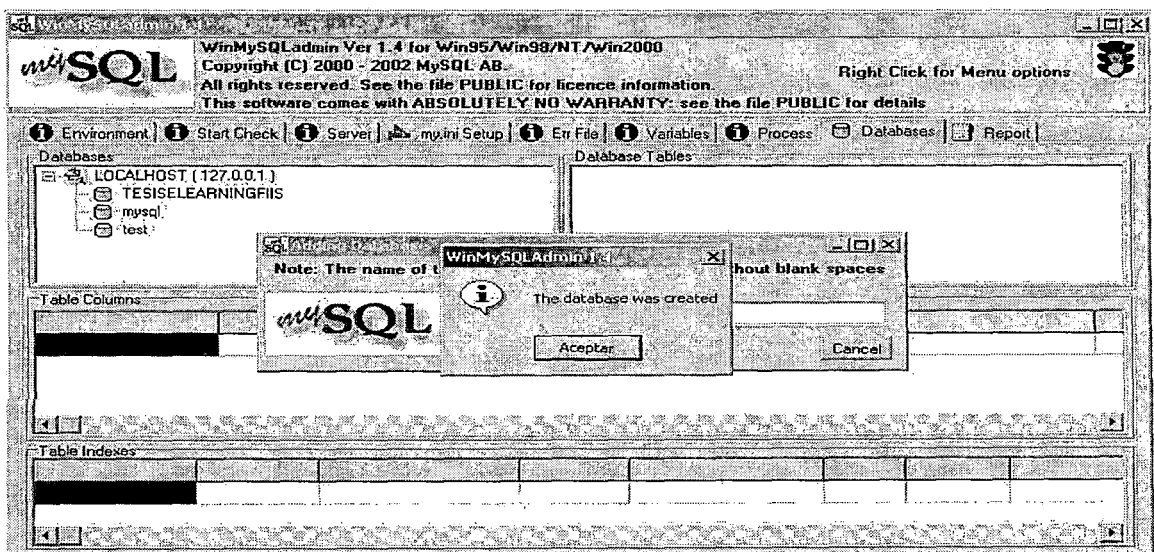 mySQL
WinMySQLadmin Ver 1.4 for Win95/Win98/NT/Win2000
Copyright (C) 2000 - 2002 MySQL AB.
All rights reserved. See the file PUBLIC for licence information.
This software comes with ABSOLUTELY NO WARRANTY: see the file PUBLIC for details
Right Click for Menu options
Environment Start Check Server my.ini Setup Err File Variables Process Databases Report
Databases
LOCALHOST (127.0.0.1)
TESISELEARNINGFIIS
mysql
test
Database Tables
Note: The name of t
hout blank spaces
mySQL
Cancel
WinMySQLAdmin 1.4
The database was created
Aceptar
Table Columns
Table Indexes